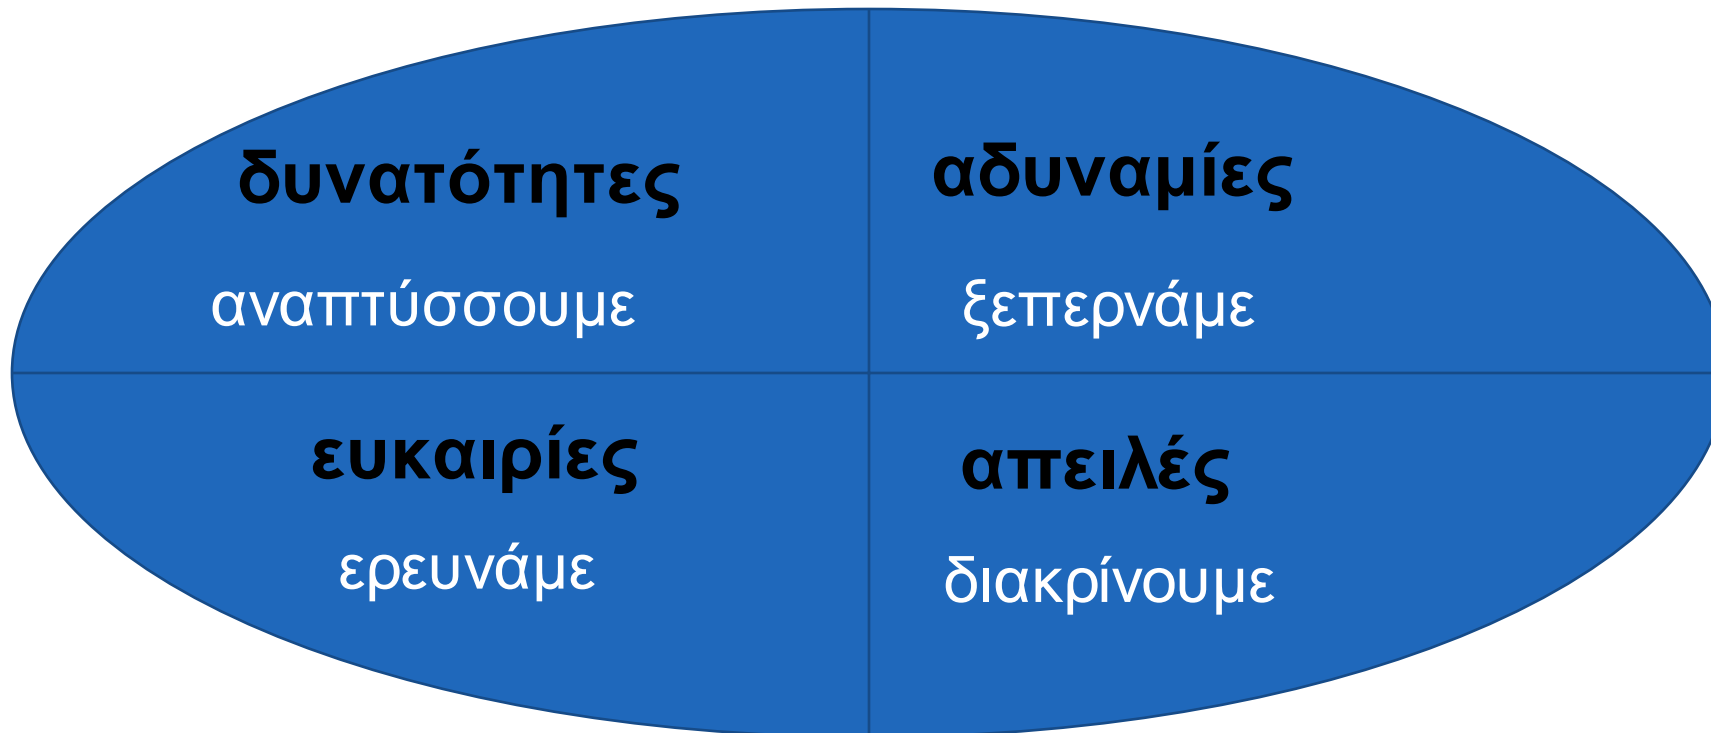 δυνατότητες
αναπτύσσουμε
αδυναμίες
ξεπερνάμε
ευκαιρίες
ερευνάμε
απειλές
διακρίνουμε